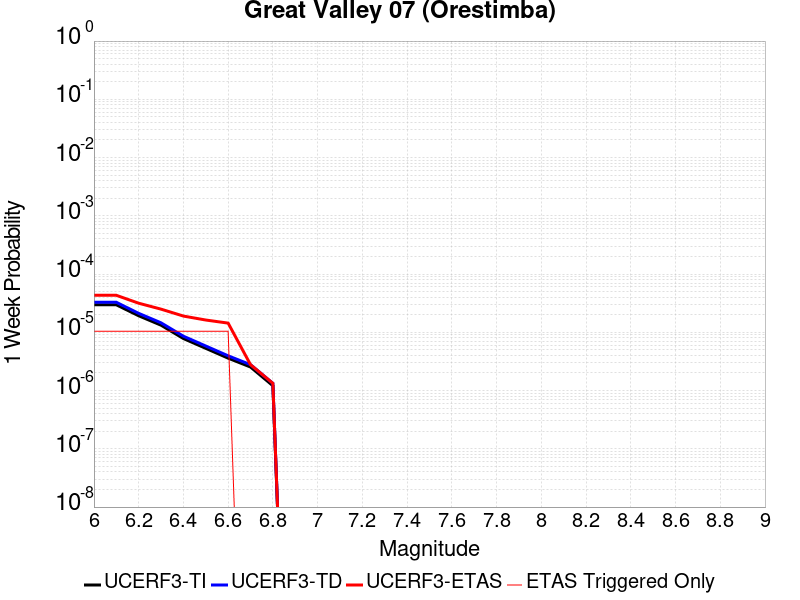 Great Valley 07 (Orestimba)
10^0
10^-1
10^-2
10^-3
10^-4
10^-5
10^-6
10^-7
10^-8
1 Week Probability
6 6.2 6.4 6.6 6.8 7 7.2 7.4 7.6 7.8 8 8.2 8.4 8.6 8.8 9
Magnitude
UCERF3-TI UCERF3-TD UCERF3-ETAS ETAS Triggered Only